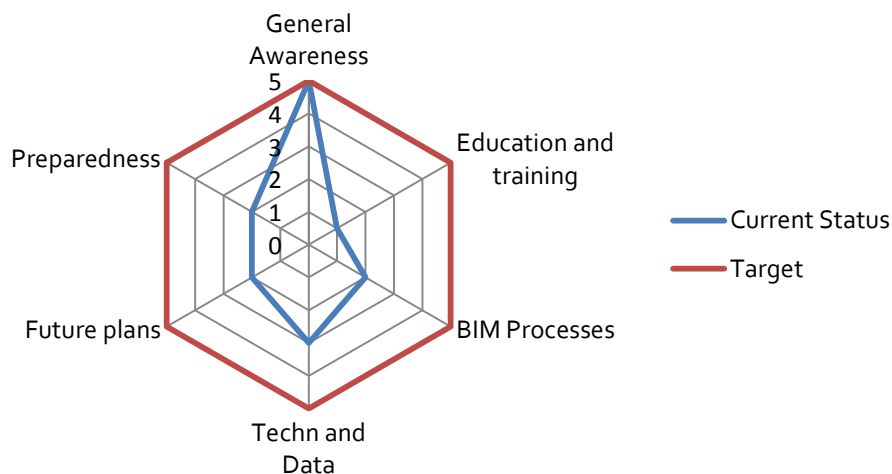 General
Awareness
5
4
3
2
1
0
Education and
training
BIM Processes
Techn and
Data
Future plans
Preparedness
Current Status
Target